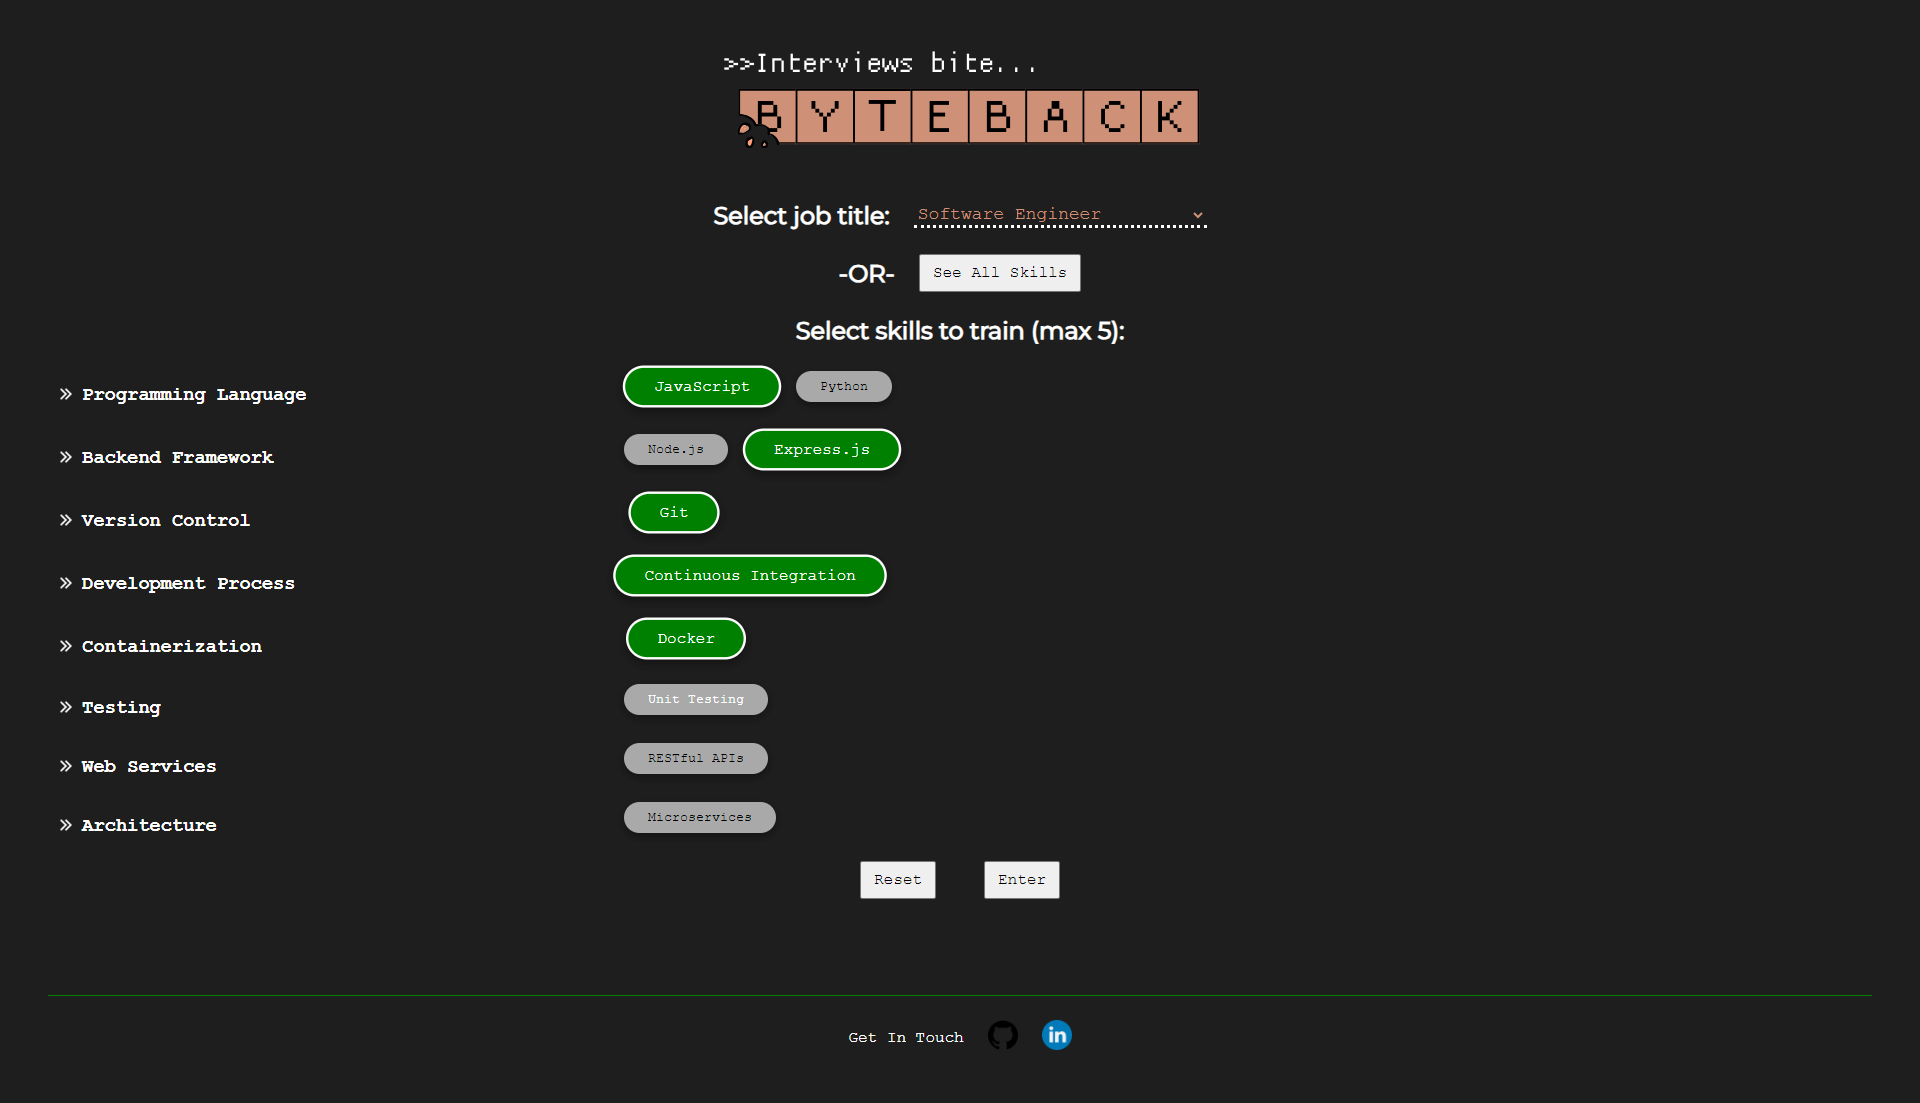 >>Interviews bite...
BYTEBACK
Select job title: Software Engineer
-OR- See All Skills
Select skills to train (max 5):
Programming Language JavaScript Python
Backend Framework Node.js Express.js
Version Control Git
Development Process Continuous Integration
Containerization Docker
Testing Unit Testing
Web Services RESTful APIs
Architecture Microservices
Reset Enter
Get In Touch in